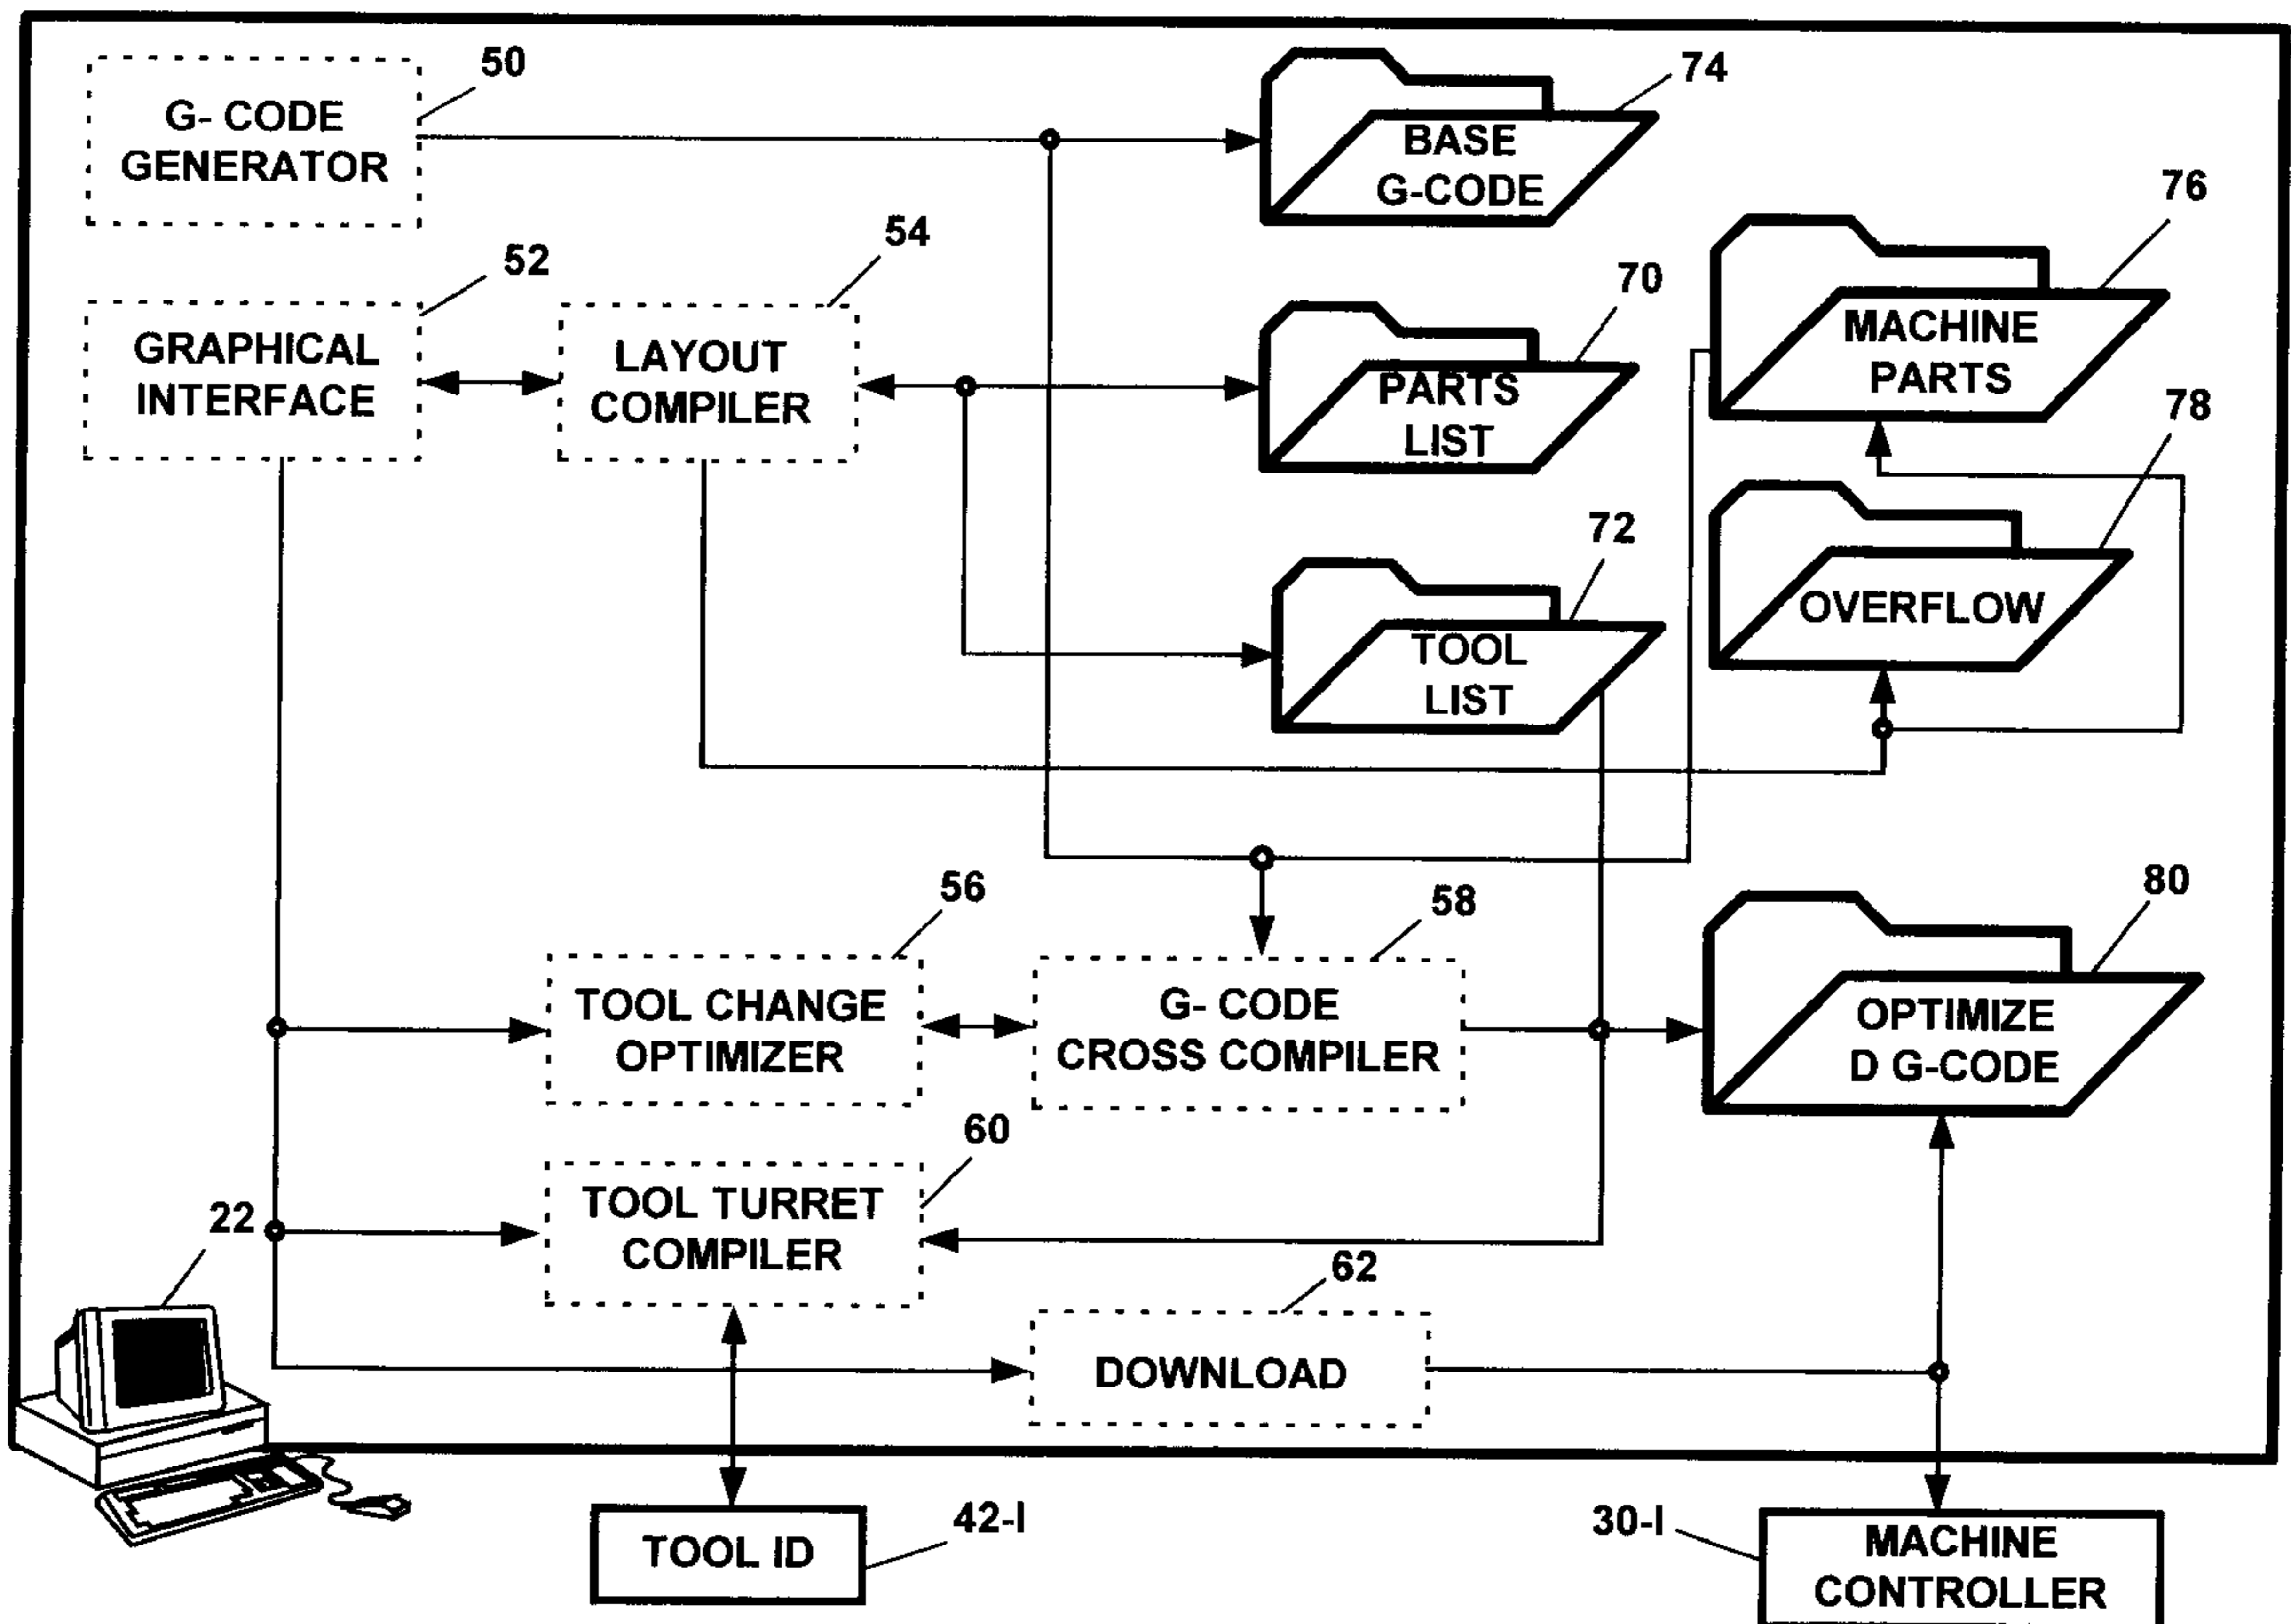 50
G- CODE
GENERATOR
74
BASE
G-CODE
76
MACHINE
PARTS
52
GRAPHICAL
INTERFACE
54
LAYOUT
COMPILER
70
PARTS
LIST
78
OVERFLOW
72
TOOL
LIST
56
TOOL CHANGE
OPTIMIZER
58
G- CODE
CROSS COMPILER
80
OPTIMIZE
D G-CODE
60
TOOL TURRET
COMPILER
22
62
DOWNLOAD
42-I
TOOL ID
30-I
MACHINE
CONTROLLER